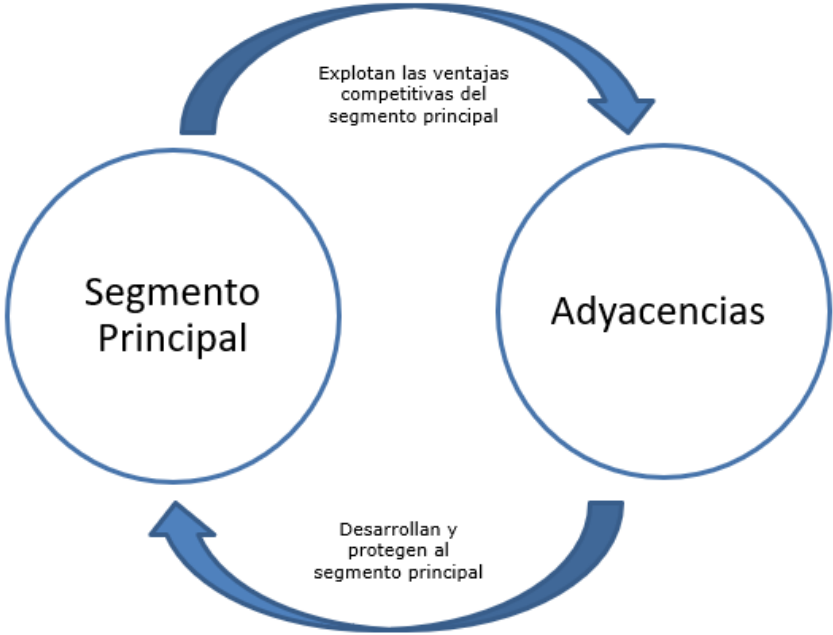 Explotan las ventajas
competitivas del
segmento principal
Segmento
Principal
Adyacencias
Desarrollan y
protegen al
segmento principal